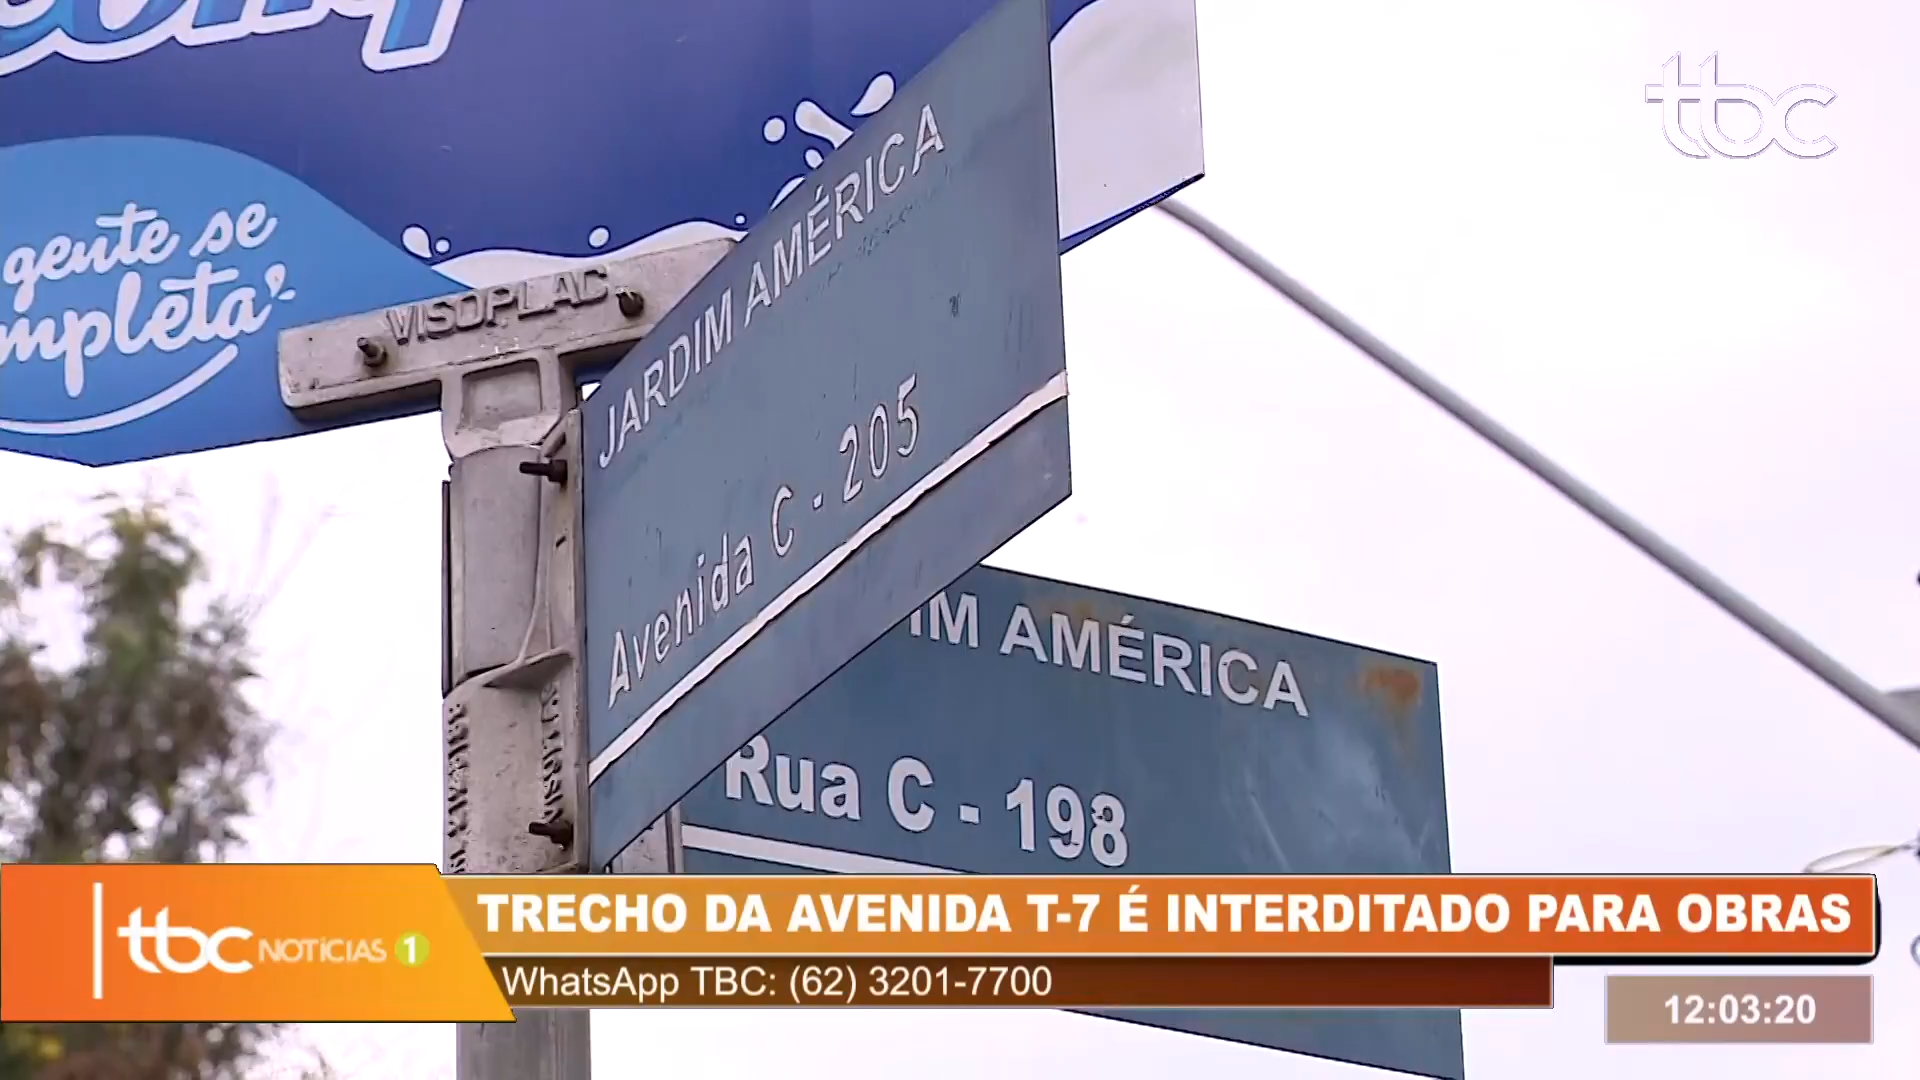 tbc
gente se
mpleta
VISOPLAC
JARDIM AMÉRICA
Avenida C - 205
IM AMÉRICA
Rua C - 198
TRECHO DA AVENIDA T-7 É INTERDITADO PARA OBRAS
tbc NOTÍCIAS 1
WhatsApp TBC: (62) 3201-7700
12:03:20